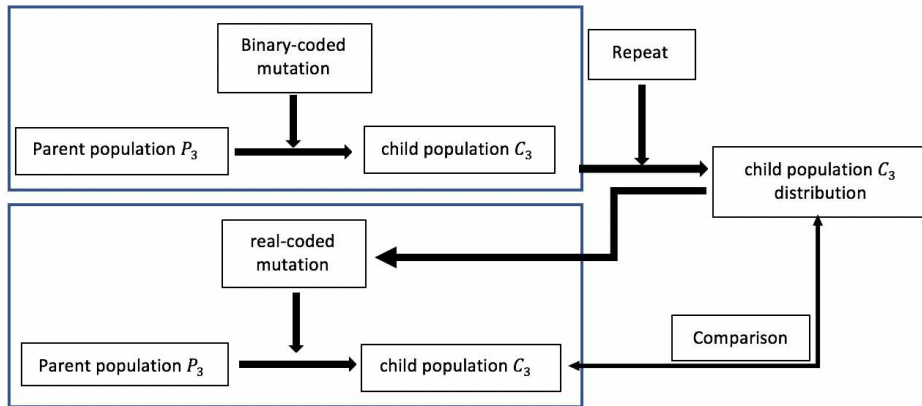 Binary-coded
mutation
Repeat
Parent population P₃
child population C₃
child population C₃
distribution
real-coded
mutation
Comparison
Parent population P₃
child population C₃